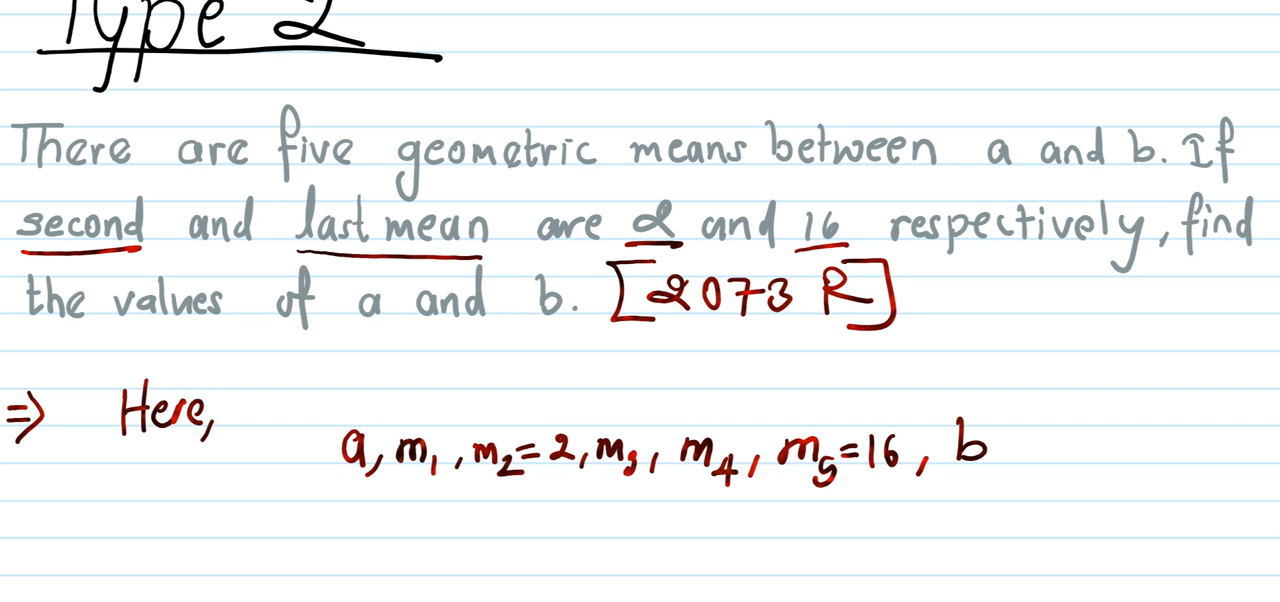 Type 2
There are five geometric means between a and b. If
second and last mean are 2 and 16 respectively, find
the values of a and b. [2073 R]
⇒ Here,
a, m₁, m₂=2, m₃, m₄, m₅=16, b